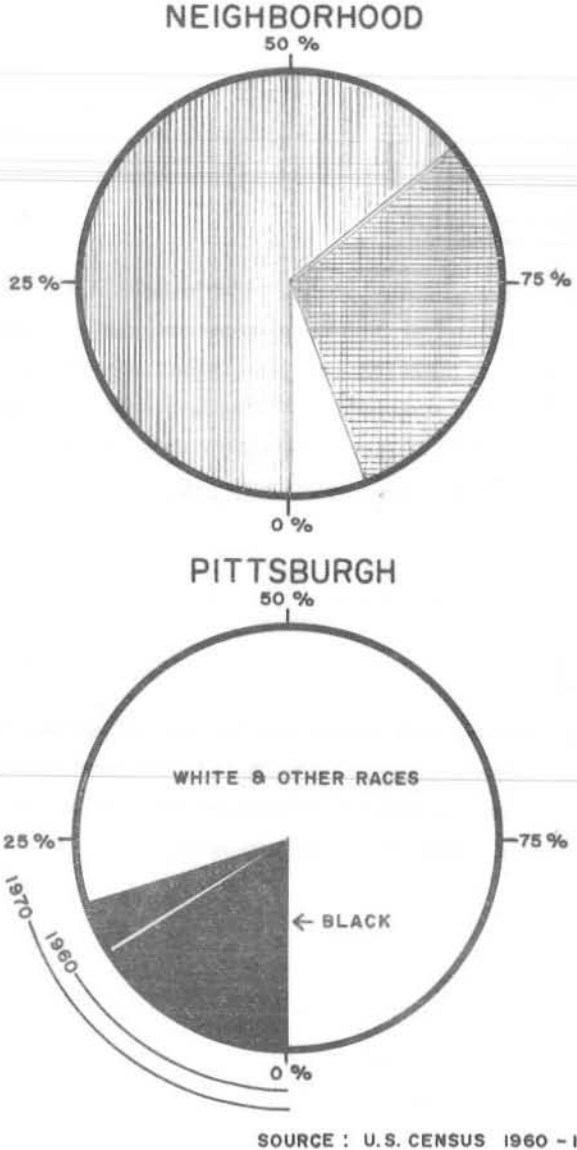 NEIGHBORHOOD
50 %
25 %
75 %
0 %
PITTSBURGH
50 %
WHITE & OTHER RACES
25 %
75 %
1970
1960
← BLACK
0 %
SOURCE : U.S. CENSUS 1960 - 1